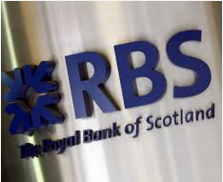 RBS
The Royal Bank of Scotland